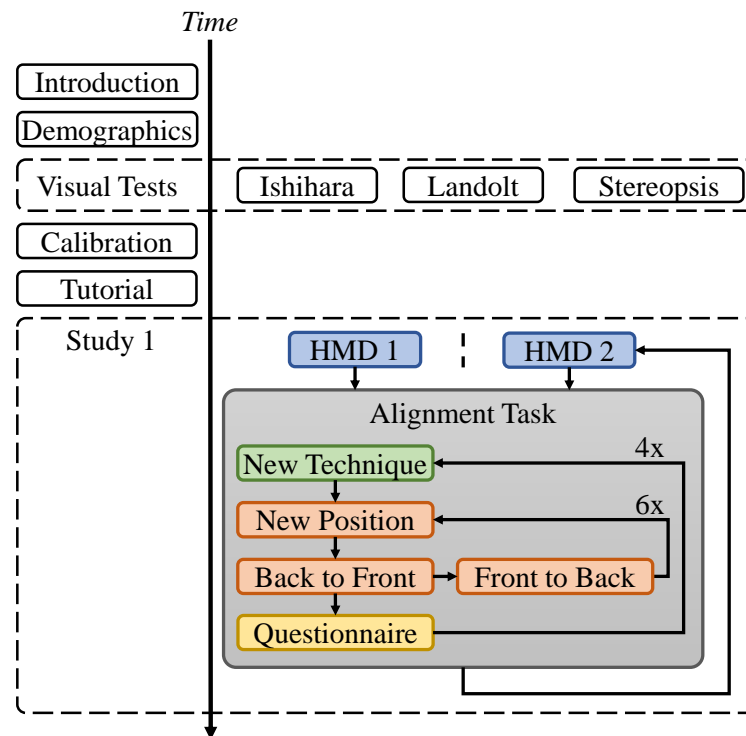 Time
Introduction
Demographics
Visual Tests
Ishihara
Landolt
Stereopsis
Calibration
Tutorial
Study 1
HMD 1
HMD 2
Alignment Task
New Technique
4x
New Position
6x
Back to Front
Front to Back
Questionnaire